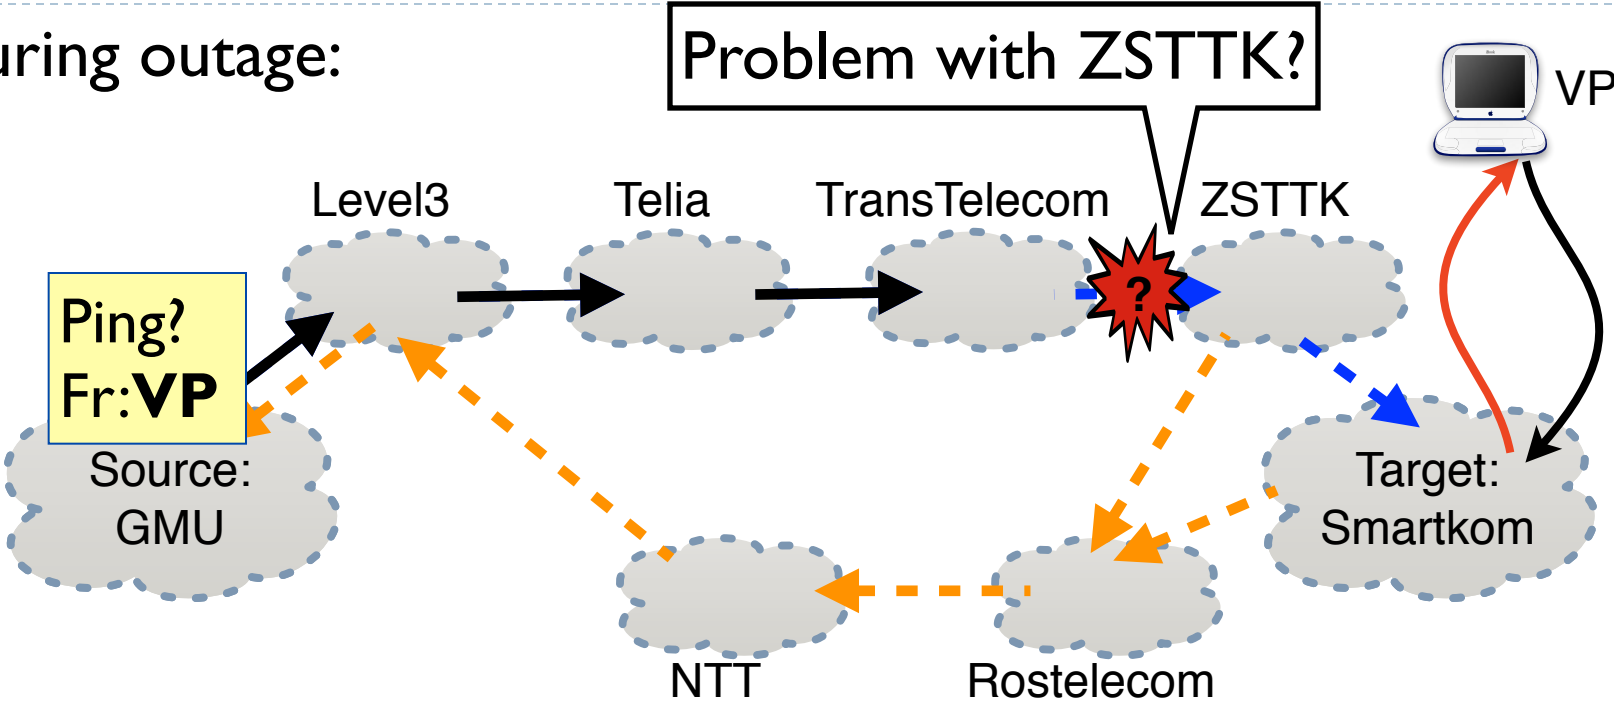 uring outage:
Problem with ZSTTK?
VP
Level3
Telia
TransTelecom
ZSTTK
?
Ping?
Fr:VP
Source:
GMU
Target:
Smartkom
NTT
Rostelecom